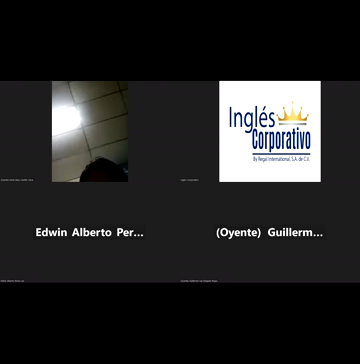 Inglés
Corporativo
By Regal International, S.A. de C.V.
Edwin Alberto Per...
(Oyente) Guillerm...